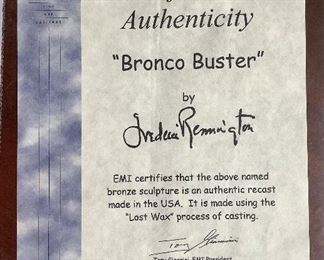 Authenticity
"Bronco Buster"
by
Frederic Remington
EMI certifies that the above named
bronze sculpture is an authentic recast
made in the USA. It is made using the
"Lost Wax" process of casting.
Tony
EMI President